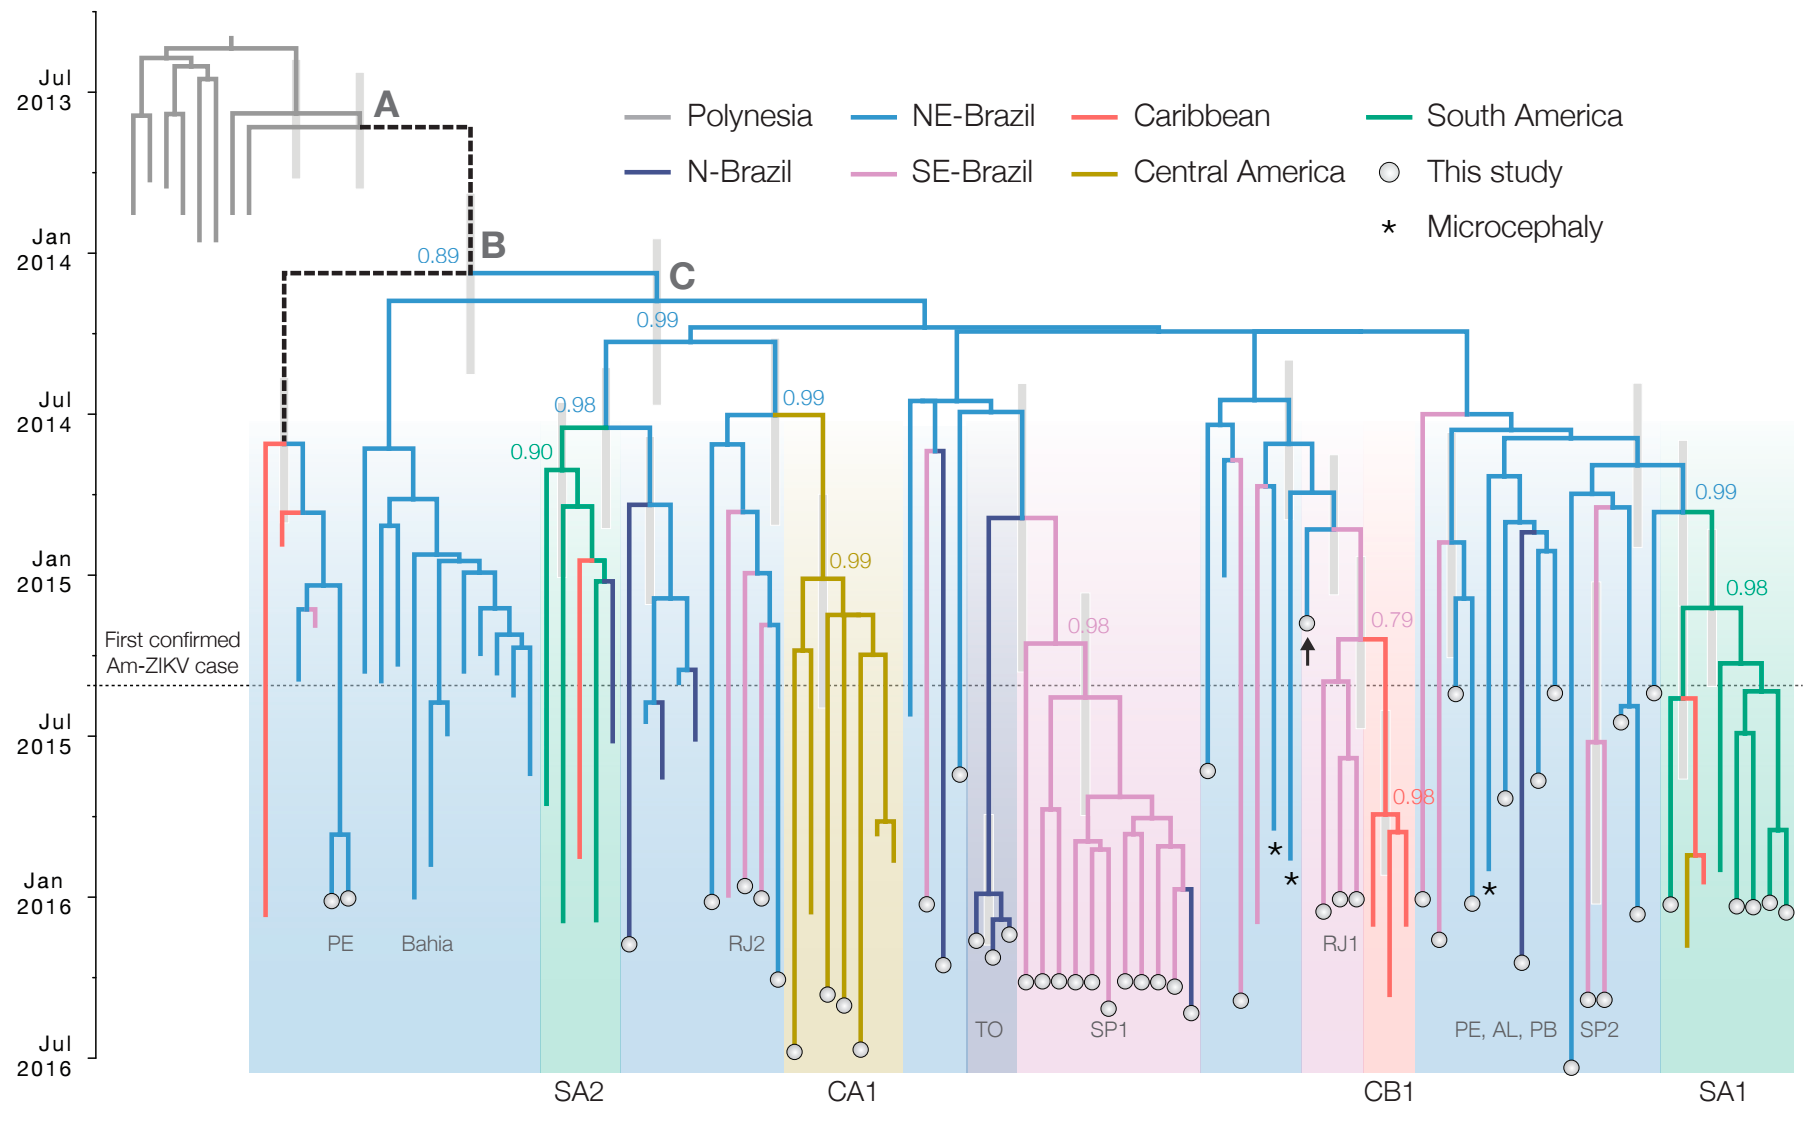 Jul
2013
Jan
2014
Jul
2014
Jan
2015
Jul
2015
Jan
2016
Jul
2016
First confirmed
Am-ZIKV case
A
B
C
Polynesia
NE-Brazil
Caribbean
South America
N-Brazil
SE-Brazil
Central America
This study
* Microcephaly
0.89
0.99
0.98
0.99
0.90
0.99
0.99
0.98
0.98
0.79
0.98
*
*
*
PE
Bahia
RJ2
RJ1
TO
SP1
PE, AL, PB
SP2
SA2
CA1
CB1
SA1